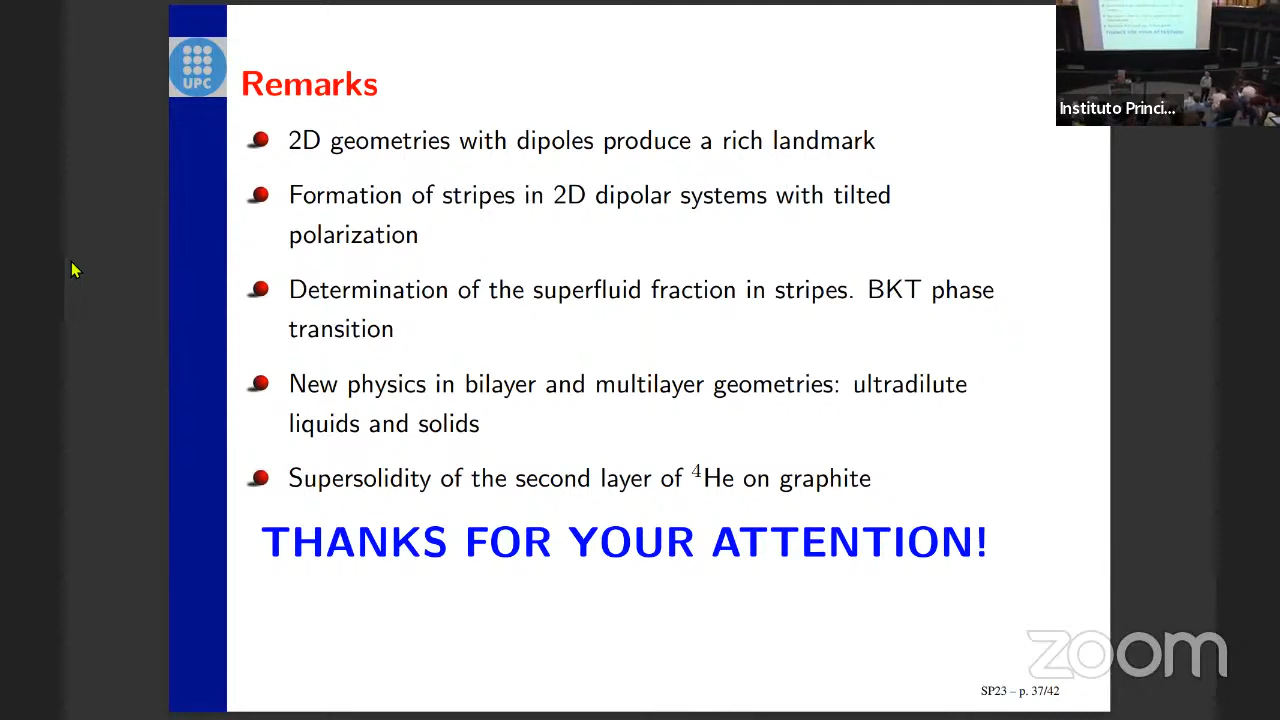 UPC
Remarks
2D geometries with dipoles produce a rich landmark
Formation of stripes in 2D dipolar systems with tilted
polarization
Determination of the superfluid fraction in stripes. BKT phase
transition
New physics in bilayer and multilayer geometries: ultradilute
liquids and solids
Supersolidity of the second layer of ⁴He on graphite
THANKS FOR YOUR ATTENTION!
SP23 – p. 37/42
Instituto Princi...
zoom